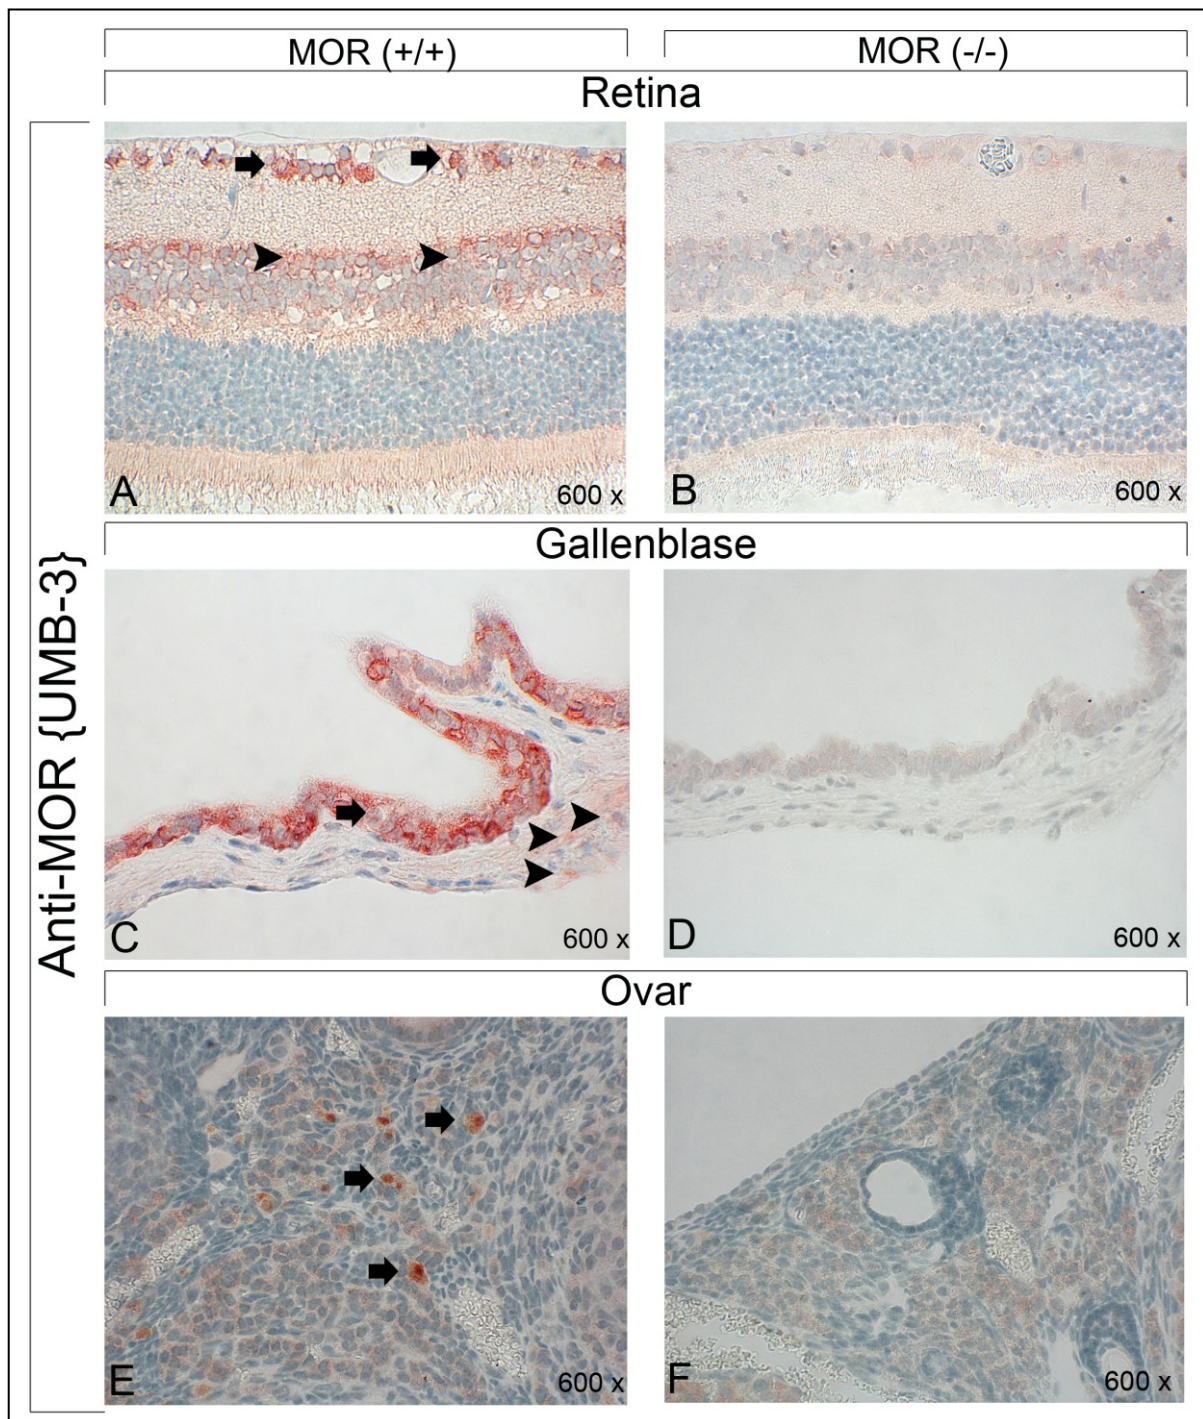 MOR (+/+)
MOR (-/-)
Retina
Anti-MOR {UMB-3}
A
600 x
B
600 x
Gallenblase
C
600 x
D
600 x
Ovar
E
600 x
F
600 x